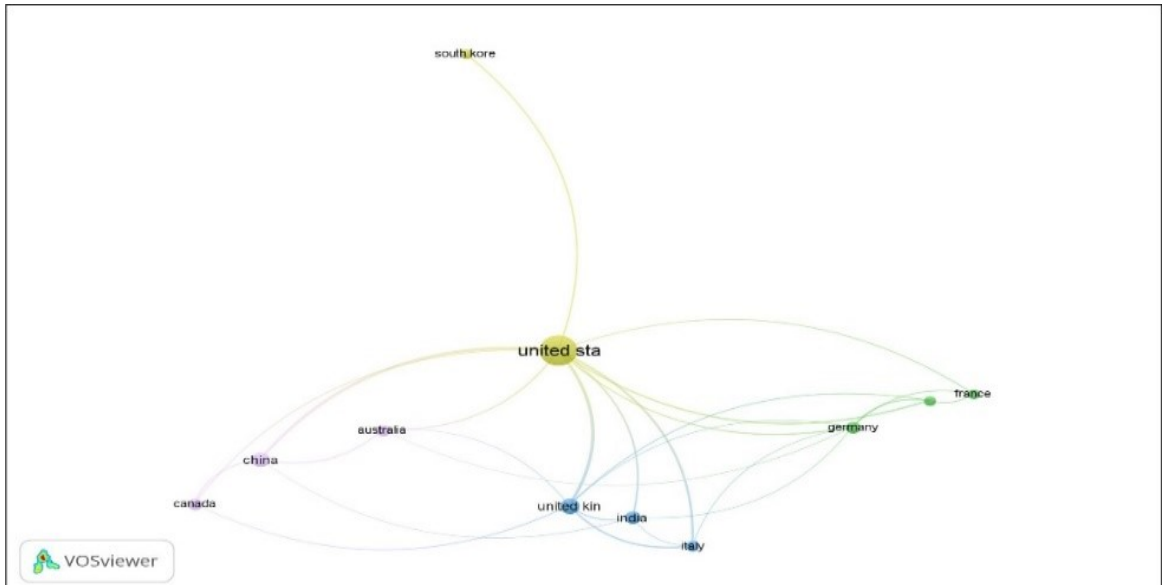 south kore
united sta
france
germany
australia
china
canada
united kin
india
italy
VOSviewer